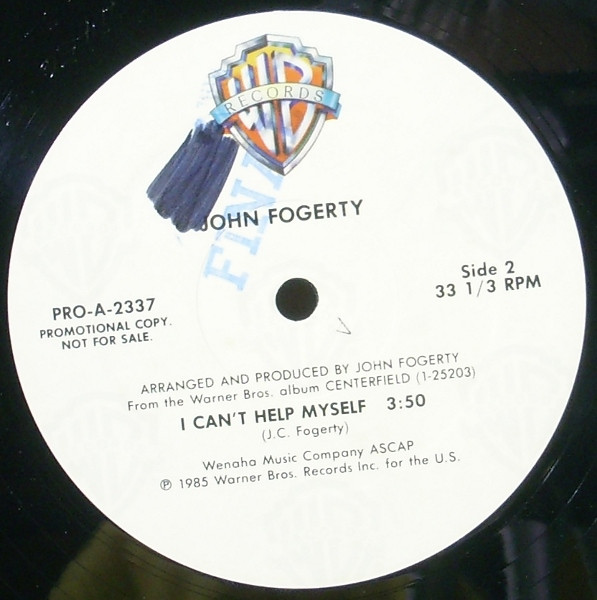 WB
RECORDS
JOHN FOGERTY
Side 2
33 1/3 RPM
PRO-A-2337
PROMOTIONAL COPY.
NOT FOR SALE.
ARRANGED AND PRODUCED BY JOHN FOGERTY
From the Warner Bros. album CENTERFIELD (1-25203)
I CAN'T HELP MYSELF 3:50
(J.C. Fogerty)
Wenaha Music Company ASCAP
℗ 1985 Warner Bros. Records Inc. for the U.S.